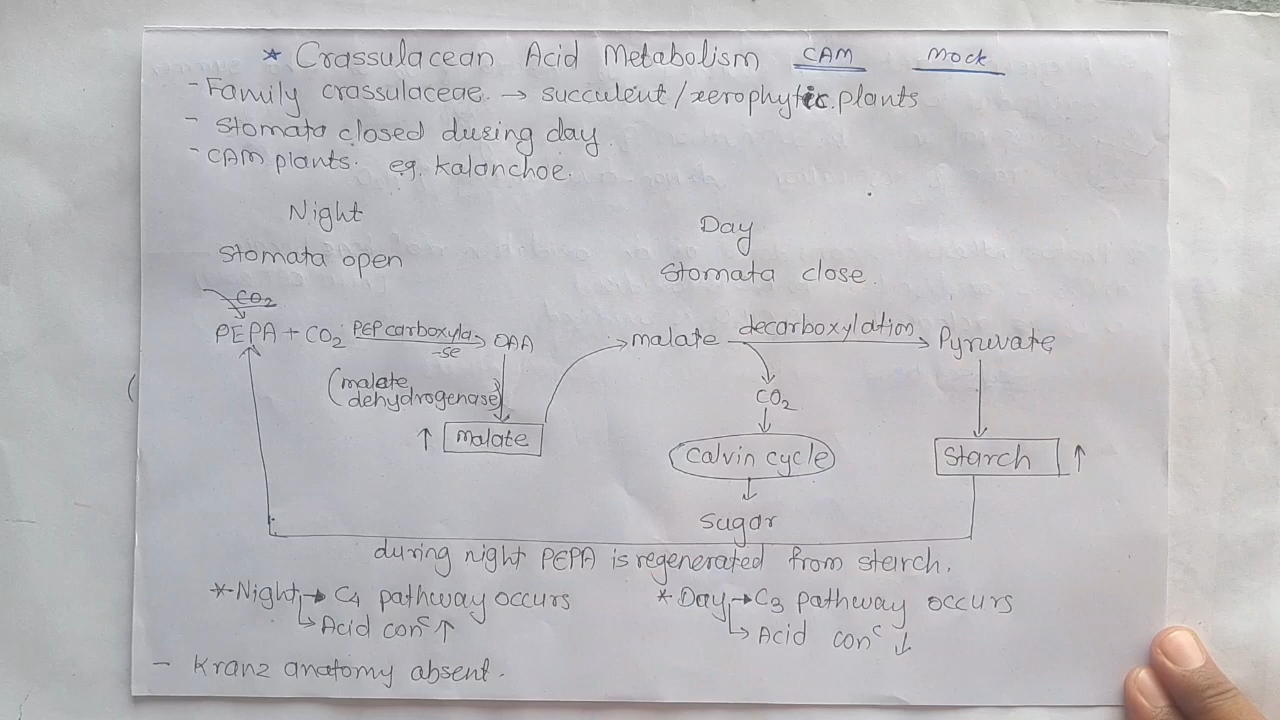 * Crassulacean Acid Metabolism CAM Mock
- Family crassulaceae. → succulent/xerophytic plants
- Stomata closed during day.
- CAM plants. eg. Kalanchoe.
Night
Stomata open
Day
Stomata close.
CO2
PEPA + CO2 PEP carboxyla-se → OAA
(malate dehydrogenase)
↑ malate
→ malate decarboxylation → Pyruvate
CO2
Calvin cycle
Starch ↑
Sugar
during night PEPA is regenerated from starch.
* Night → C4 pathway occurs
→ Acid conc ↑
* Day → C3 pathway occurs
→ Acid conc ↓
- Kranz anatomy absent.